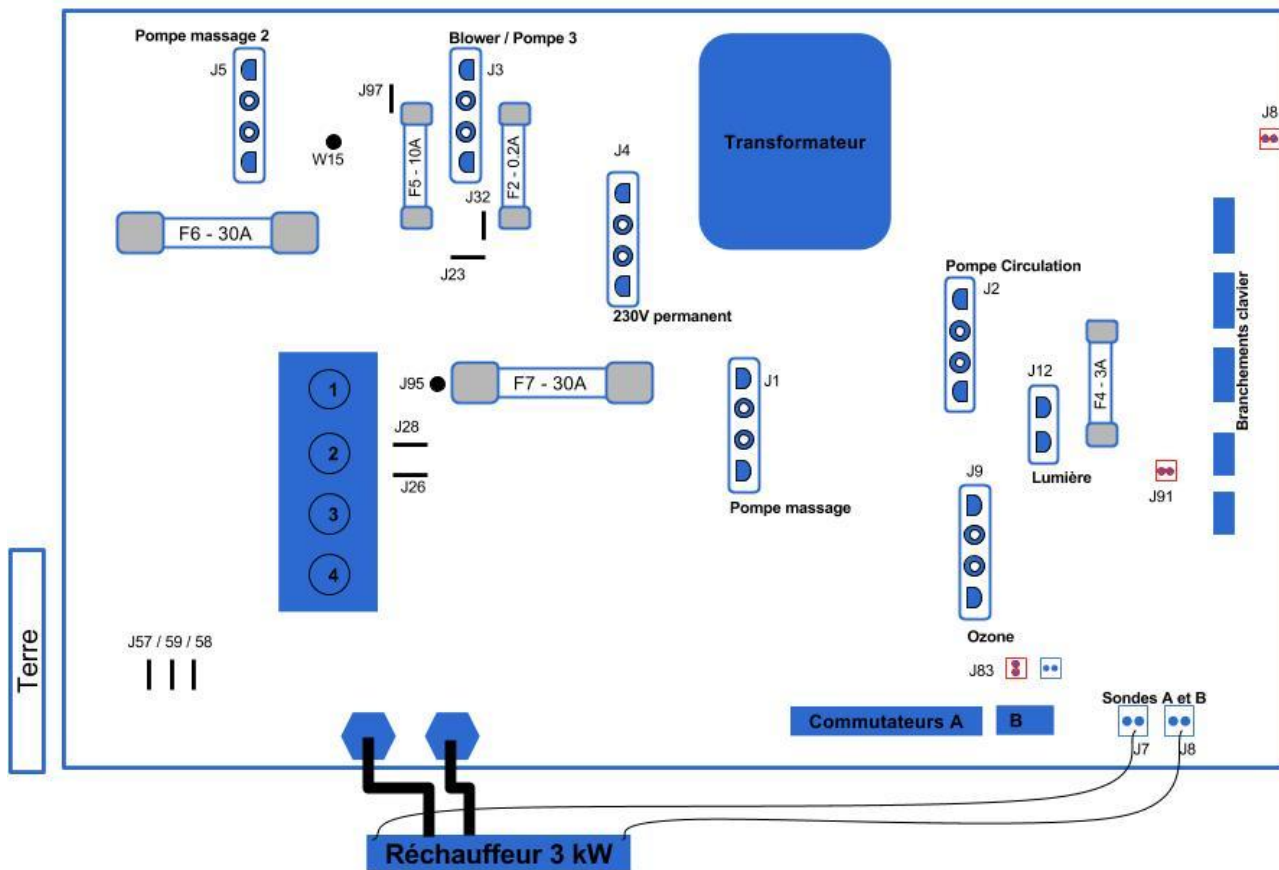 Pompe massage 2
J5
W15
J97
Blower / Pompe 3
J3
F5 - 10A
F2 - 0.2A
J32
J23
F6 - 30A
J4
230V permanent
Transformateur
J8
Pompe Circulation
J2
J12
F4 - 3A
Lumière
Branchements clavier
J91
1
2
3
4
J95
F7 - 30A
J28
J26
J1
Pompe massage
J9
Ozone
J83
Terre
J57 / 59 / 58
Commutateurs A
B
Sondes A et B
J7
J8
Réchauffeur 3 kW